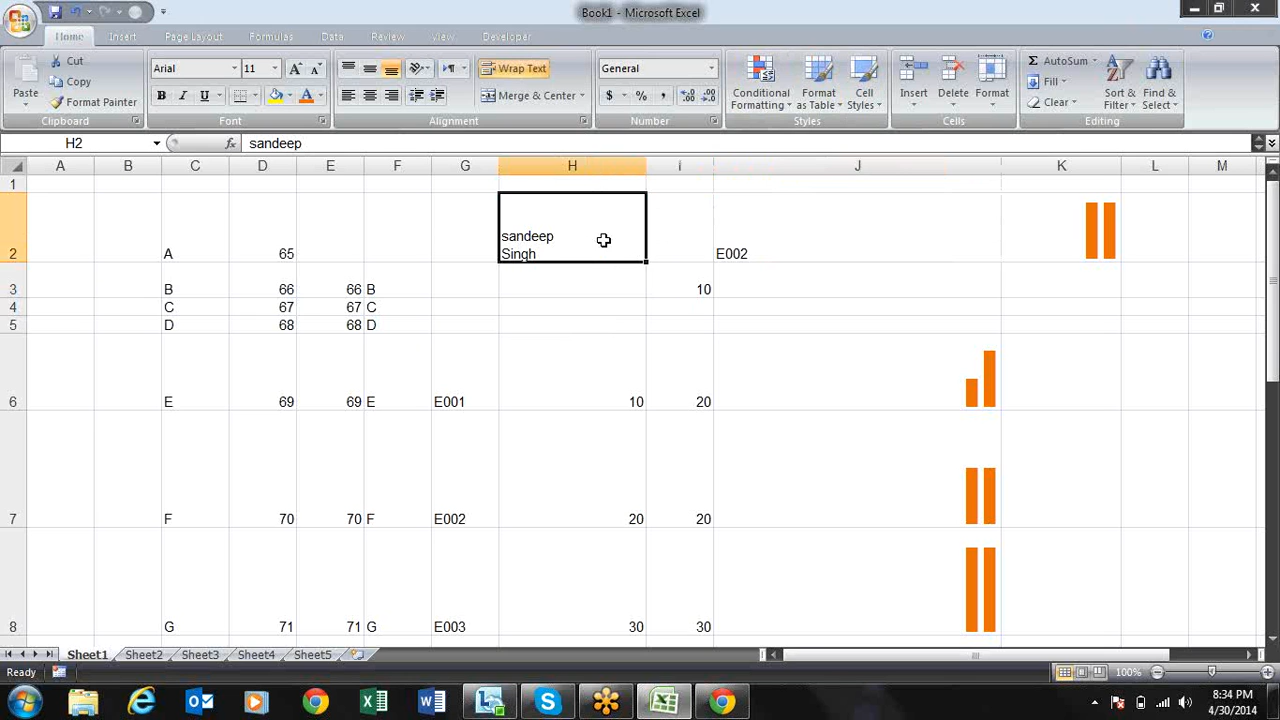 Book1 - Microsoft Excel
Home Insert Page Layout Formulas Data Review View Developer
Cut
Copy
Format Painter
Paste
Clipboard
Arial 11
B I U
Font
Wrap Text
Merge & Center
Alignment
General
$ % ,
Number
Conditional Formatting
Format as Table
Cell Styles
Styles
Insert
Delete
Format
Cells
AutoSum
Fill
Clear
Sort & Filter
Find & Select
Editing
H2 fx sandeep
A B C D E F G H I J K L M
1
2 A 65 sandeep
Singh E002
3 B 66 66 B 10
4 C 67 67 C
5 D 68 68 D
6 E 69 69 E E001 10 20
7 F 70 70 F E002 20 20
8 G 71 71 G E003 30 30
Sheet1 Sheet2 Sheet3 Sheet4 Sheet5
Ready 100%
8:34 PM
4/30/2014